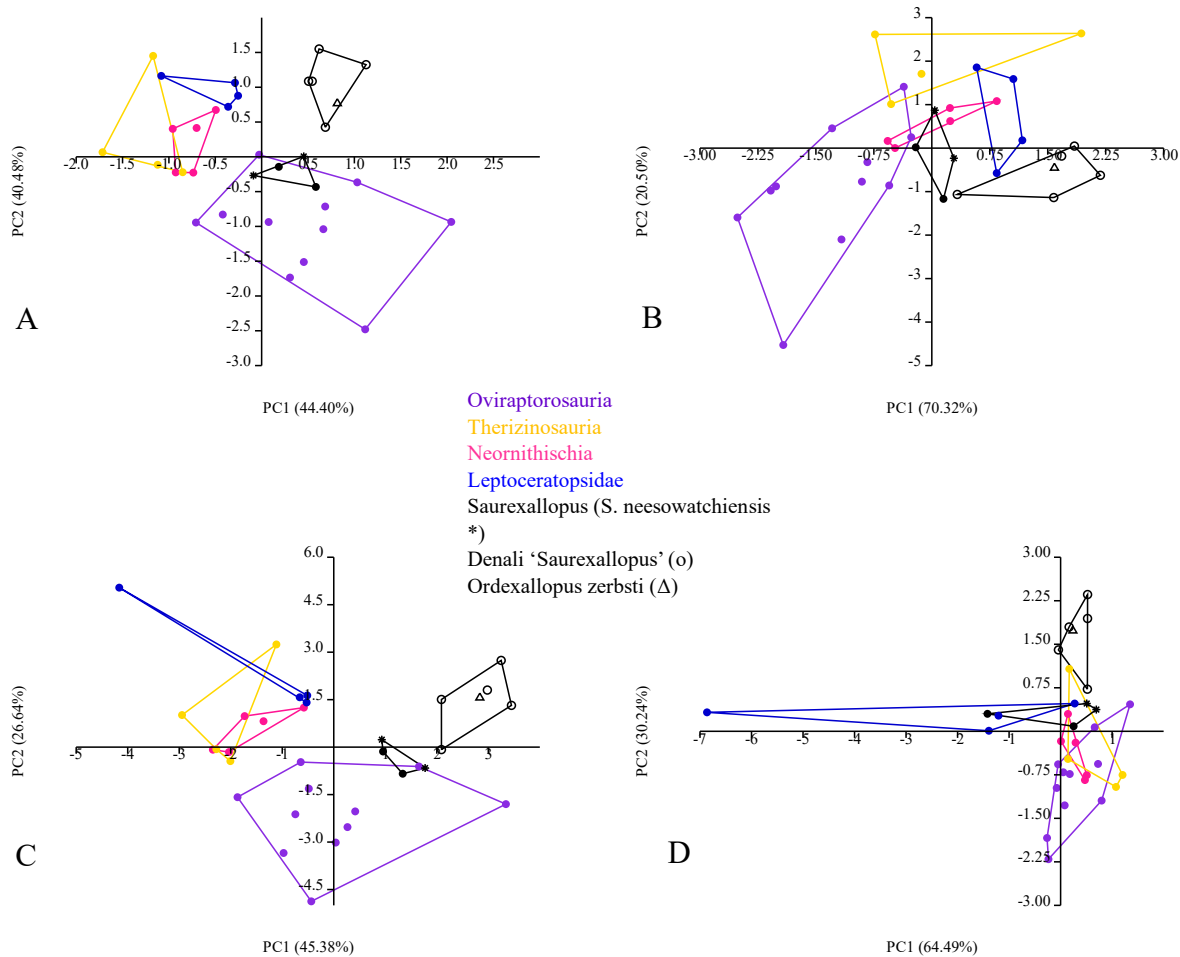 1.5
1.0
0.5
-2.0 -1.5 -1.0 -0.5 0.5 1.0 1.5 2.0 2.5
-0.5
-1.0
-1.5
-2.0
-2.5
-3.0
PC2 (40.48%)
A
PC1 (44.40%)
3
2
1
-3.00 -2.25 -1.50 -0.75 0.75 1.50 2.25 3.00
-1
-2
-3
-4
-5
PC2 (20.50%)
B
PC1 (70.32%)
Oviraptorosauria
Therizinosauria
Neornithischia
Leptoceratopsidae
Saurexallopus (S. neesowatchiensis
*)
Denali ‘Saurexallopus’ (o)
Ordexallopus zerbsti (Δ)
6.0
4.5
3.0
1.5
-5 -4 -3 -2 -1 2 3
-1.5
-3.0
-4.5
PC2 (26.64%)
C
PC1 (45.38%)
3.00
2.25
1.50
0.75
-7 -6 -5 -4 -3 -2 -1 1
-0.75
-1.50
-2.25
-3.00
PC2 (30.24%)
D
PC1 (64.49%)